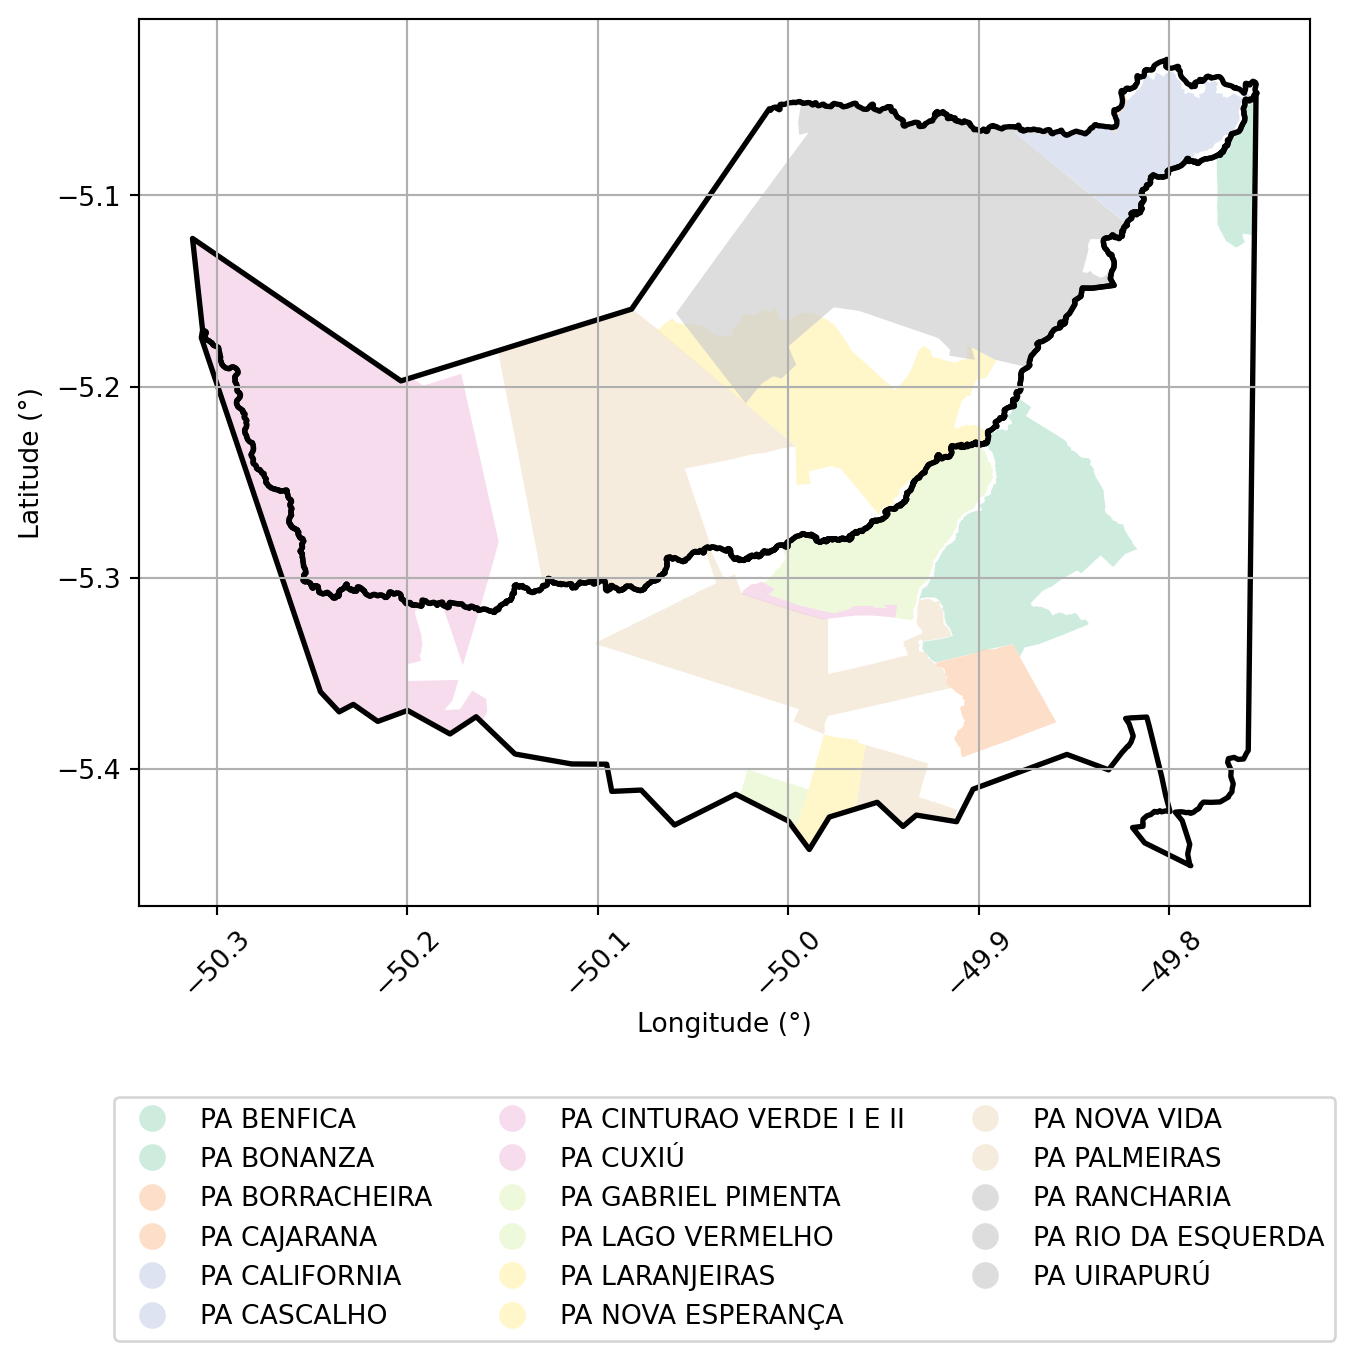 −5.1
−5.2
−5.3
−5.4
Latitude (°)
−50.3
−50.2
−50.1
−50.0
−49.9
−49.8
Longitude (°)
PA BENFICA
PA BONANZA
PA BORRACHEIRA
PA CAJARANA
PA CALIFORNIA
PA CASCALHO
PA CINTURAO VERDE I E II
PA CUXIÚ
PA GABRIEL PIMENTA
PA LAGO VERMELHO
PA LARANJEIRAS
PA NOVA ESPERANÇA
PA NOVA VIDA
PA PALMEIRAS
PA RANCHARIA
PA RIO DA ESQUERDA
PA UIRAPURÚ